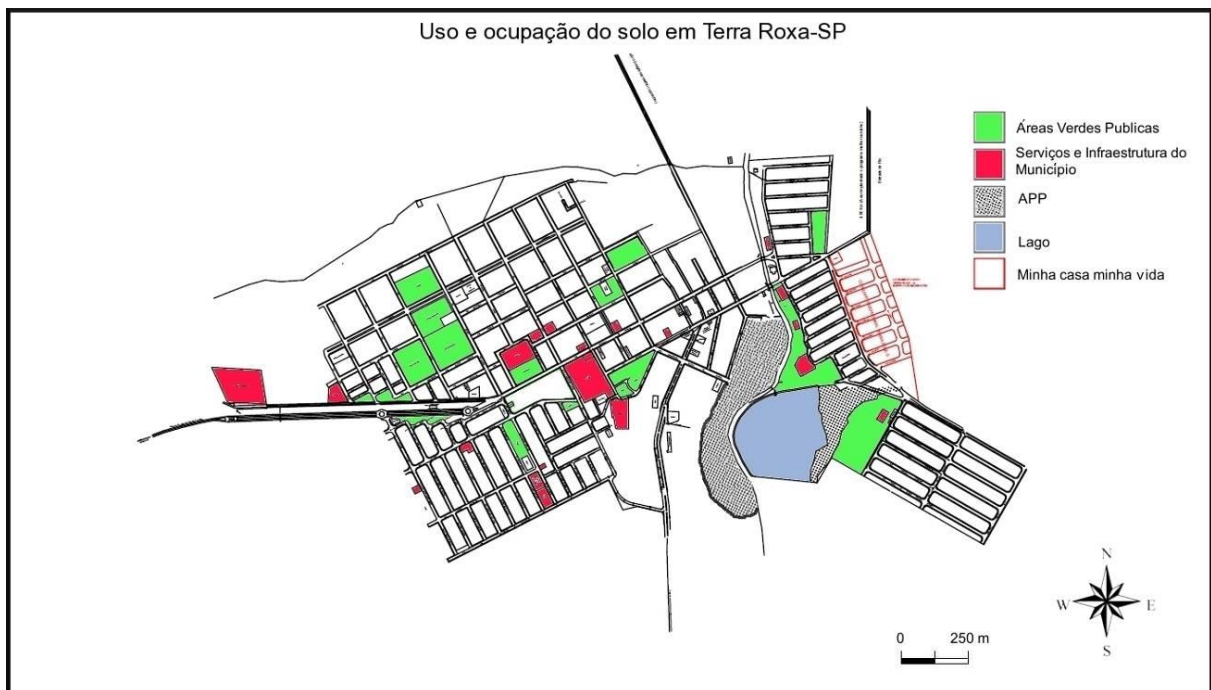 Uso e ocupação do solo em Terra Roxa-SP
Áreas Verdes Publicas
Serviços e Infraestrutura do
Município
APP
Lago
Minha casa minha vida
N
W
E
S
0 250 m